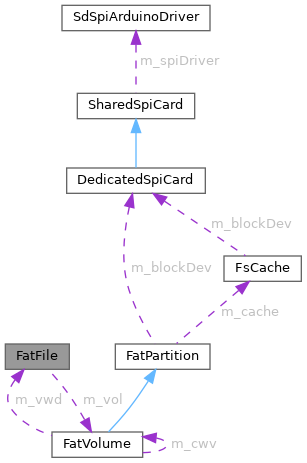 SdSpiArduinoDriver
m_spiDriver
SharedSpiCard
DedicatedSpiCard
m_blockDev
FsCache
m_blockDev
m_cache
FatFile
FatPartition
m_vwd
m_vol
FatVolume
m_cwv